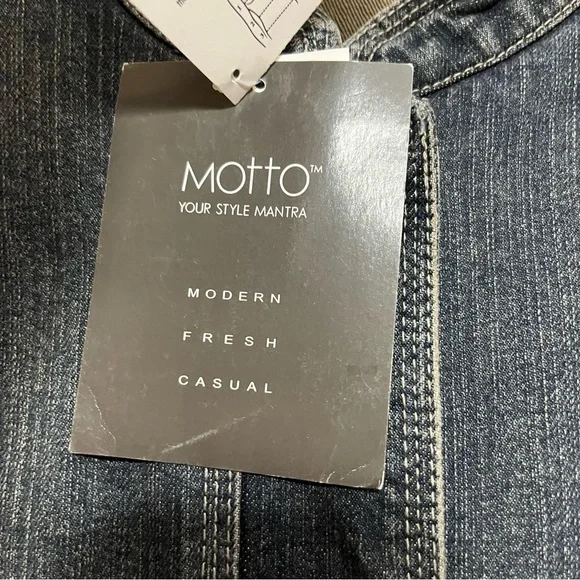 MOTTO™
YOUR STYLE MANTRA
MODERN
FRESH
CASUAL